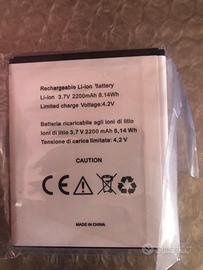 Rechargeable Li-Ion Battery
Li-Ion 3.7V 2200mAh 8.14Wh
Limited charge Voltage:4.2V
Batteria ricaricabile agli ioni di litio
Ioni di litio 3,7 V 2200 mAh 8,14 Wh
Tensione di carica limitata: 4,2 V
CAUTION
CE
MADE IN CHINA